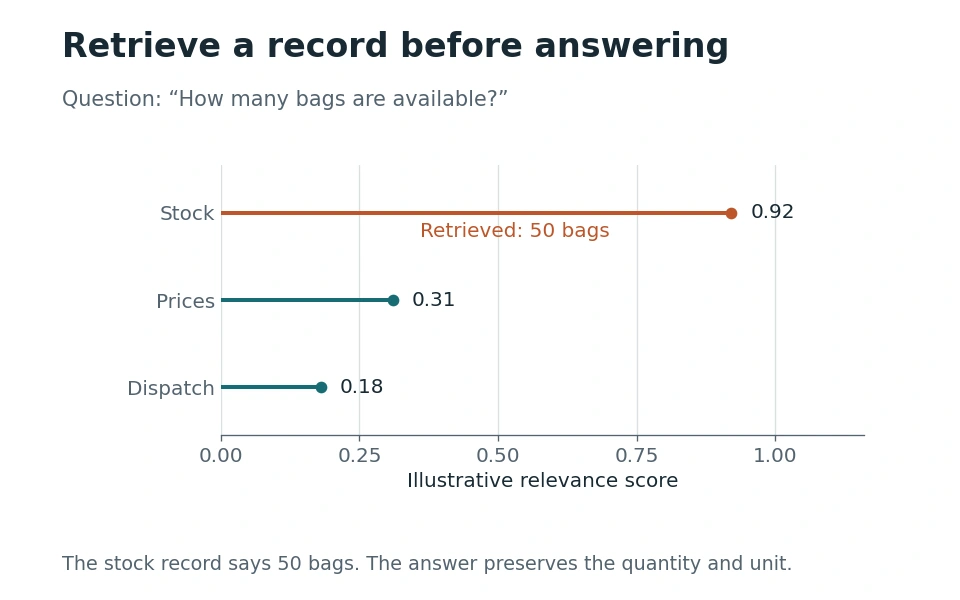 Retrieve a record before answering
Question: “How many bags are available?”
Stock
0.92
Retrieved: 50 bags
Prices
0.31
Dispatch
0.18
0.00 0.25 0.50 0.75 1.00
Illustrative relevance score
The stock record says 50 bags. The answer preserves the quantity and unit.